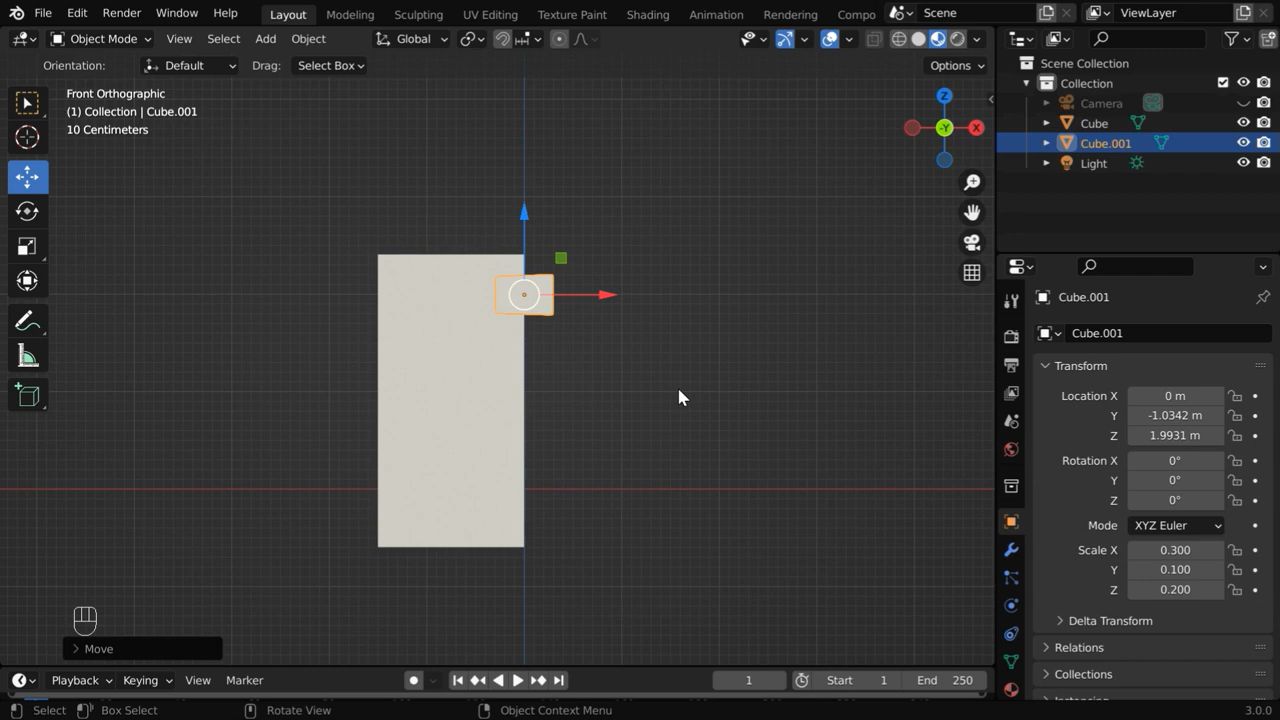 File Edit Render Window Help Layout Modeling Sculpting UV Editing Texture Paint Shading Animation Rendering Compo Scene ViewLayer
Object Mode View Select Add Object Global
Orientation: Default Drag: Select Box Options
Front Orthographic
(1) Collection | Cube.001
10 Centimeters
Z
-Y
X
Scene Collection
Collection
Camera
Cube
Cube.001
Light
Cube.001
Cube.001
Transform
Location X 0 m
Y -1.0342 m
Z 1.9931 m
Rotation X 0°
Y 0°
Z 0°
Mode XYZ Euler
Scale X 0.300
Y 0.100
Z 0.200
Delta Transform
Relations
Collections
Move
Playback Keying View Marker 1 Start 1 End 250
Select Box Select Rotate View Object Context Menu 3.0.0